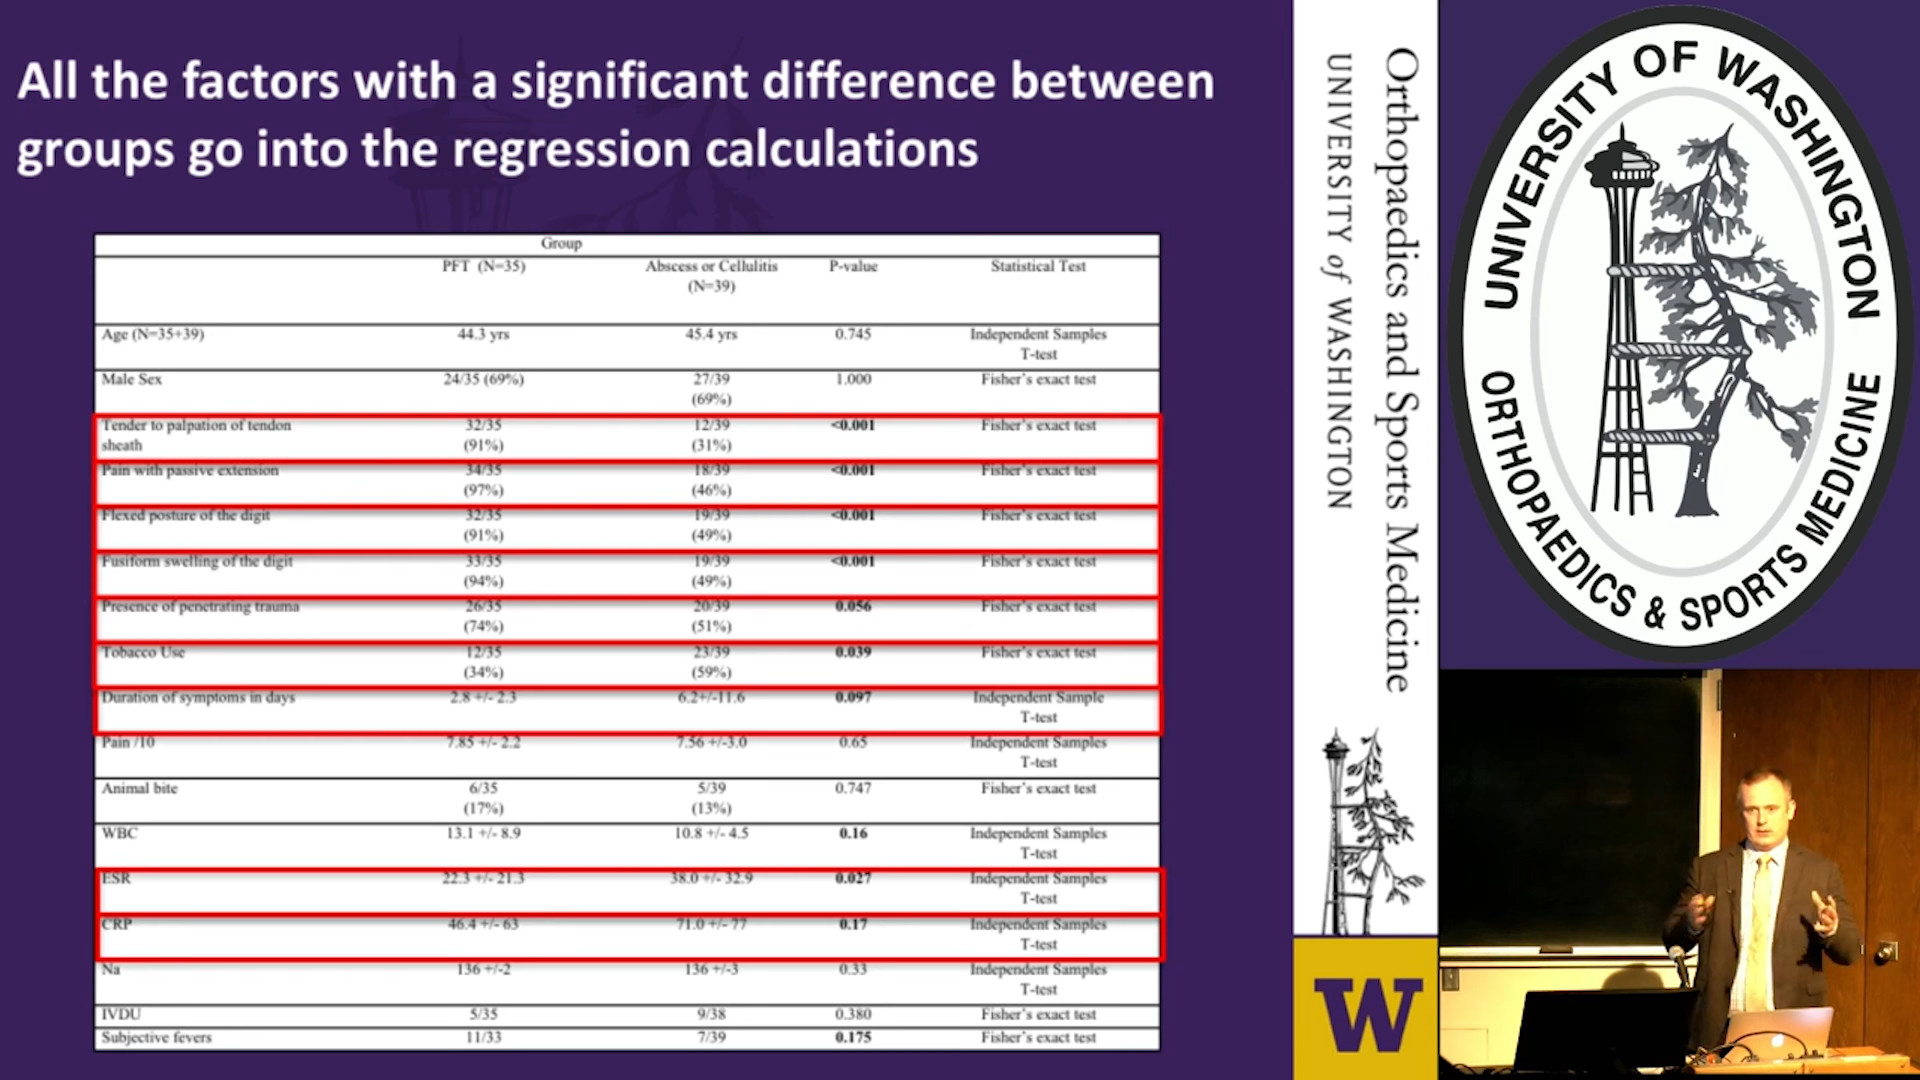 All the factors with a significant difference between
groups go into the regression calculations
Group
PFT (N=35) Abscess or Cellulitis P-value Statistical Test
(N=39)
Age (N=35+39) 44.3 yrs 45.4 yrs 0.745 Independent Samples
T-test
Male Sex 24/35 (69%) 27/39 1.000 Fisher's exact test
(69%)
Tender to palpation of tendon 32/35 12/39 <0.001 Fisher's exact test
sheath (91%) (31%)
Pain with passive extension 34/35 18/39 <0.001 Fisher's exact test
(97%) (46%)
Flexed posture of the digit 32/35 19/39 <0.001 Fisher's exact test
(91%) (49%)
Fusiform swelling of the digit 33/35 19/39 <0.001 Fisher's exact test
(94%) (49%)
Presence of penetrating trauma 26/35 20/39 0.056 Fisher's exact test
(74%) (51%)
Tobacco Use 12/35 23/39 0.039 Fisher's exact test
(34%) (59%)
Duration of symptoms in days 2.8 +/- 2.3 6.2+/-11.6 0.097 Independent Sample
T-test
Pain /10 7.85 +/- 2.2 7.56 +/-3.0 0.65 Independent Samples
T-test
Animal bite 6/35 5/39 0.747 Fisher's exact test
(17%) (13%)
WBC 13.1 +/- 8.9 10.8 +/- 4.5 0.16 Independent Samples
T-test
ESR 22.3 +/- 21.3 38.0 +/- 32.9 0.027 Independent Samples
T-test
CRP 46.4 +/- 63 71.0 +/- 77 0.17 Independent Samples
T-test
Na 136 +/-2 136 +/-3 0.33 Independent Samples
T-test
IVDU 5/35 9/38 0.380 Fisher's exact test
Subjective fevers 11/33 7/39 0.175 Fisher's exact test
Orthopaedics and Sports Medicine
UNIVERSITY of WASHINGTON
W
UNIVERSITY OF WASHINGTON
ORTHOPAEDICS & SPORTS MEDICINE